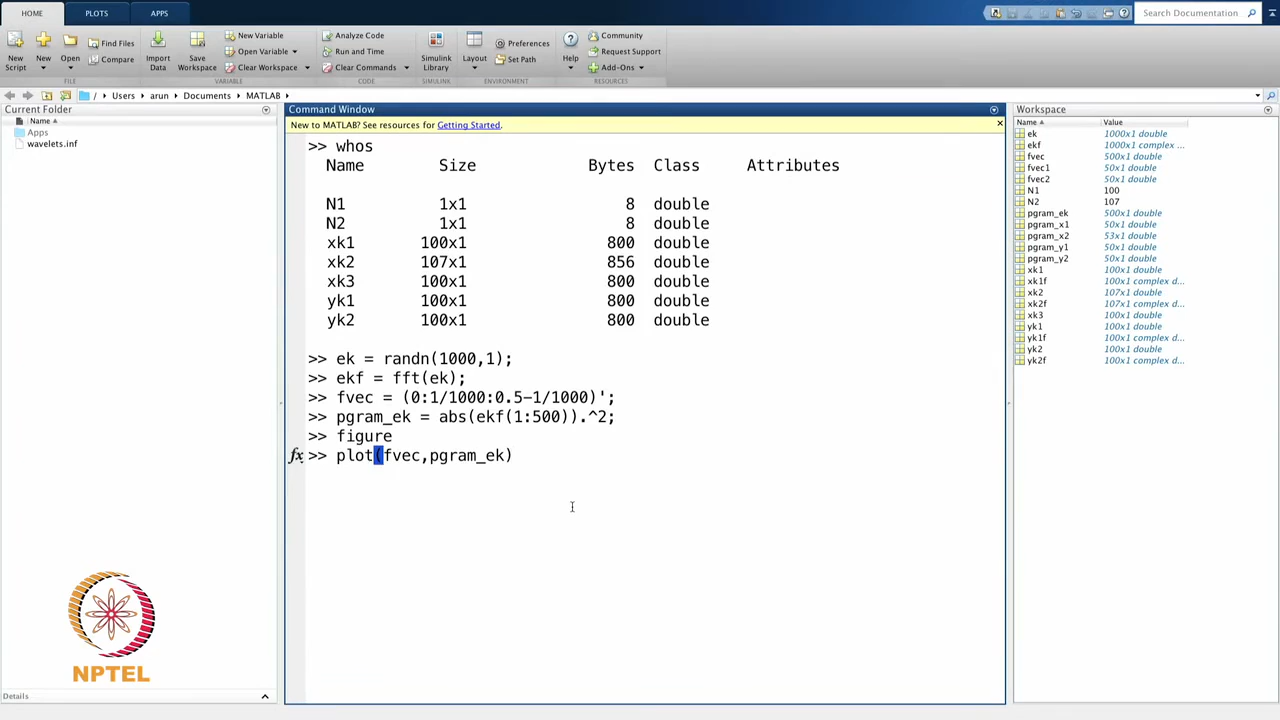 HOME PLOTS APPS
Search Documentation
New Script
New
Open
Find Files
Compare
Import Data
Save Workspace
New Variable
Open Variable
Clear Workspace
Analyze Code
Run and Time
Clear Commands
Simulink Library
Layout
Preferences
Set Path
Help
Community
Request Support
Add-Ons
FILE VARIABLE CODE SIMULINK ENVIRONMENT RESOURCES
/ Users arun Documents MATLAB
Current Folder
Name
Apps
wavelets.inf
Details
Command Window
New to MATLAB? See resources for Getting Started.
>> whos
Name Size Bytes Class Attributes
N1 1x1 8 double
N2 1x1 8 double
xk1 100x1 800 double
xk2 107x1 856 double
xk3 100x1 800 double
yk1 100x1 800 double
yk2 100x1 800 double
>> ek = randn(1000,1);
>> ekf = fft(ek);
>> fvec = (0:1/1000:0.5-1/1000)';
>> pgram_ek = abs(ekf(1:500)).^2;
>> figure
fx >> plot(fvec,pgram_ek)
Workspace
Name Value
ek 1000x1 double
ekf 1000x1 complex ...
fvec 500x1 double
fvec1 50x1 double
fvec2 50x1 double
N1 100
N2 107
pgram_ek 500x1 double
pgram_x1 50x1 double
pgram_x2 53x1 double
pgram_y1 50x1 double
pgram_y2 50x1 double
xk1 100x1 double
xk1f 100x1 complex d...
xk2 107x1 double
xk2f 107x1 complex d...
xk3 100x1 double
yk1 100x1 double
yk1f 100x1 complex d...
yk2 100x1 double
yk2f 100x1 complex d...
NPTEL